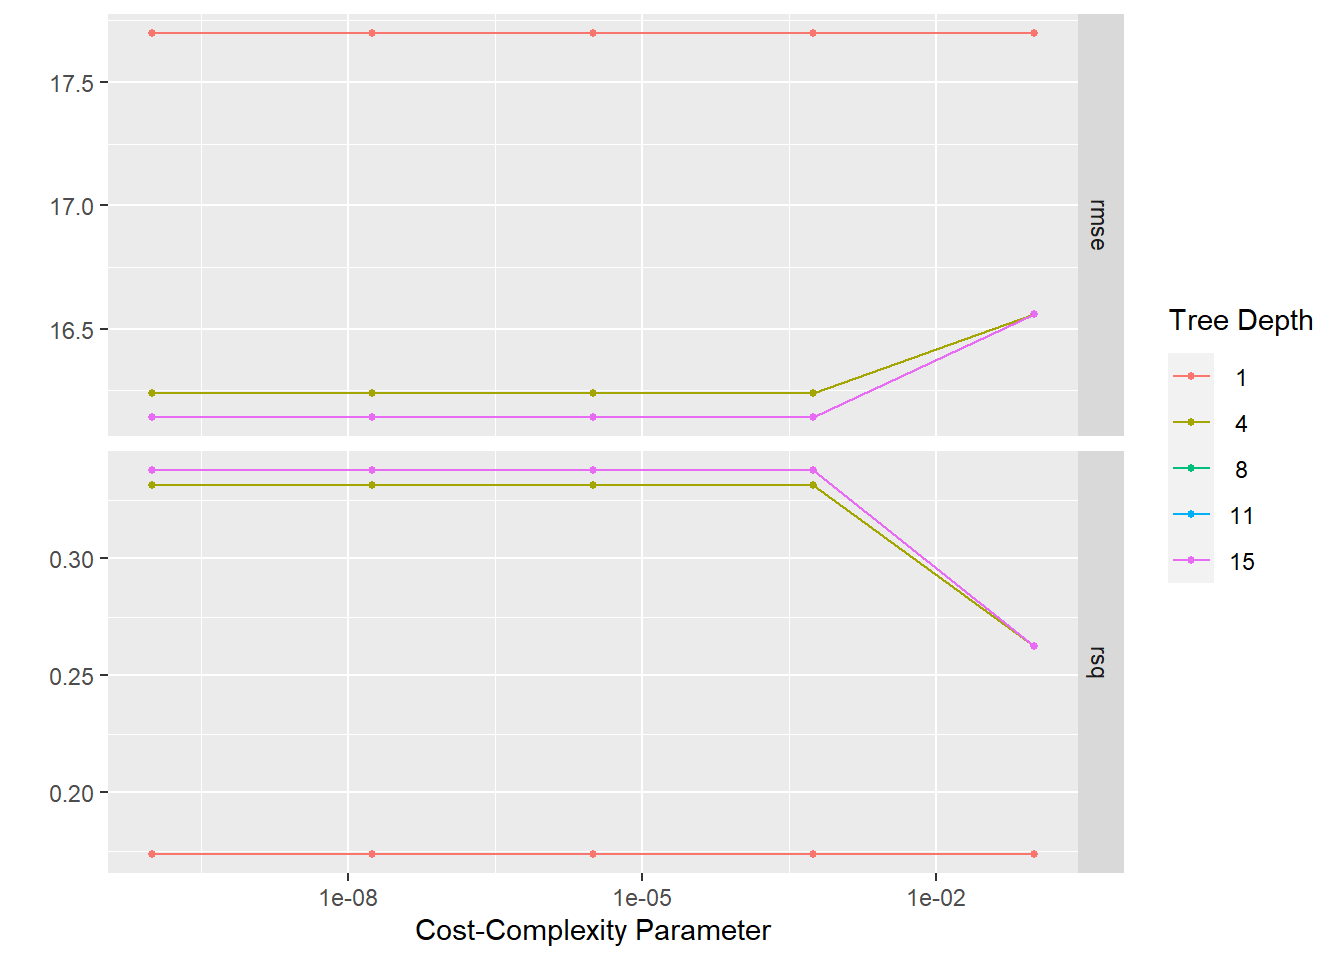 17.5
17.0
16.5
rmse
0.30
0.25
0.20
rsq
1e-08 1e-05 1e-02
Cost-Complexity Parameter
Tree Depth
1
4
8
11
15